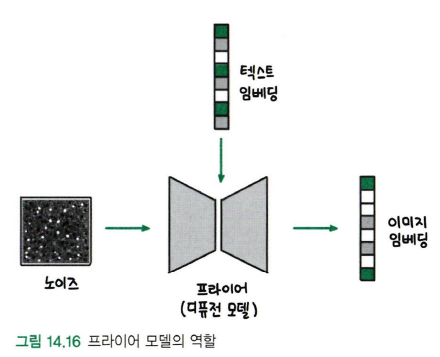 텍스트
임베딩
노이즈
프라이어
(디퓨전 모델)
이미지
임베딩
그림 14.16 프라이어 모델의 역할